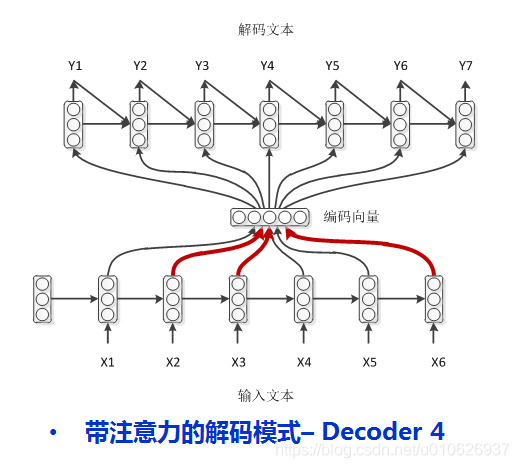 解码文本
Y1 Y2 Y3 Y4 Y5 Y6 Y7
编码向量
X1 X2 X3 X4 X5 X6
输入文本
• 带注意力的解码模式– Decoder 4
https://blog.csdn.net/u010626937